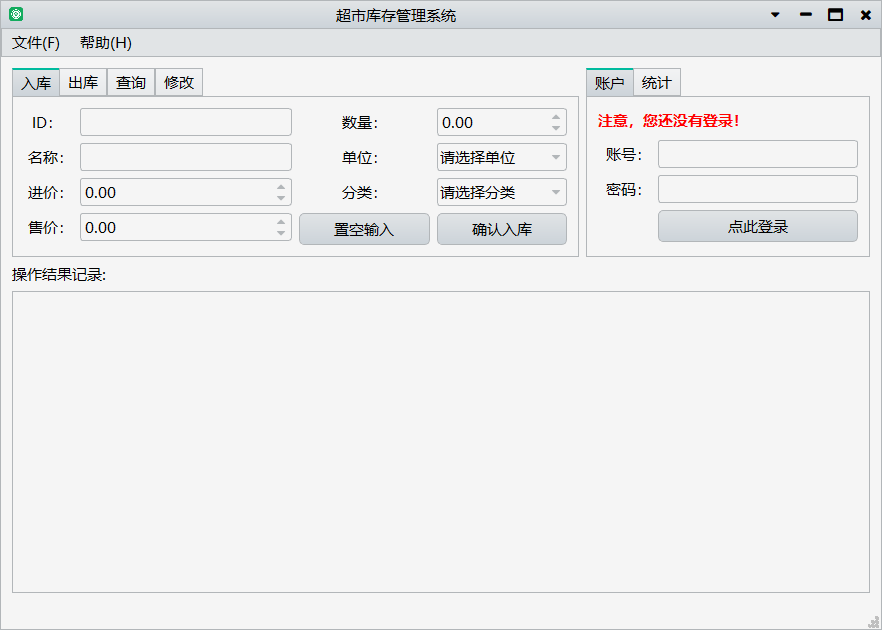 超市库存管理系统
文件(F) 帮助(H)
入库 出库 查询 修改
ID: 数量: 0.00
名称: 单位: 请选择单位
进价: 0.00 分类: 请选择分类
售价: 0.00 置空输入 确认入库
账户 统计
注意，您还没有登录!
账号:
密码:
点此登录
操作结果记录: